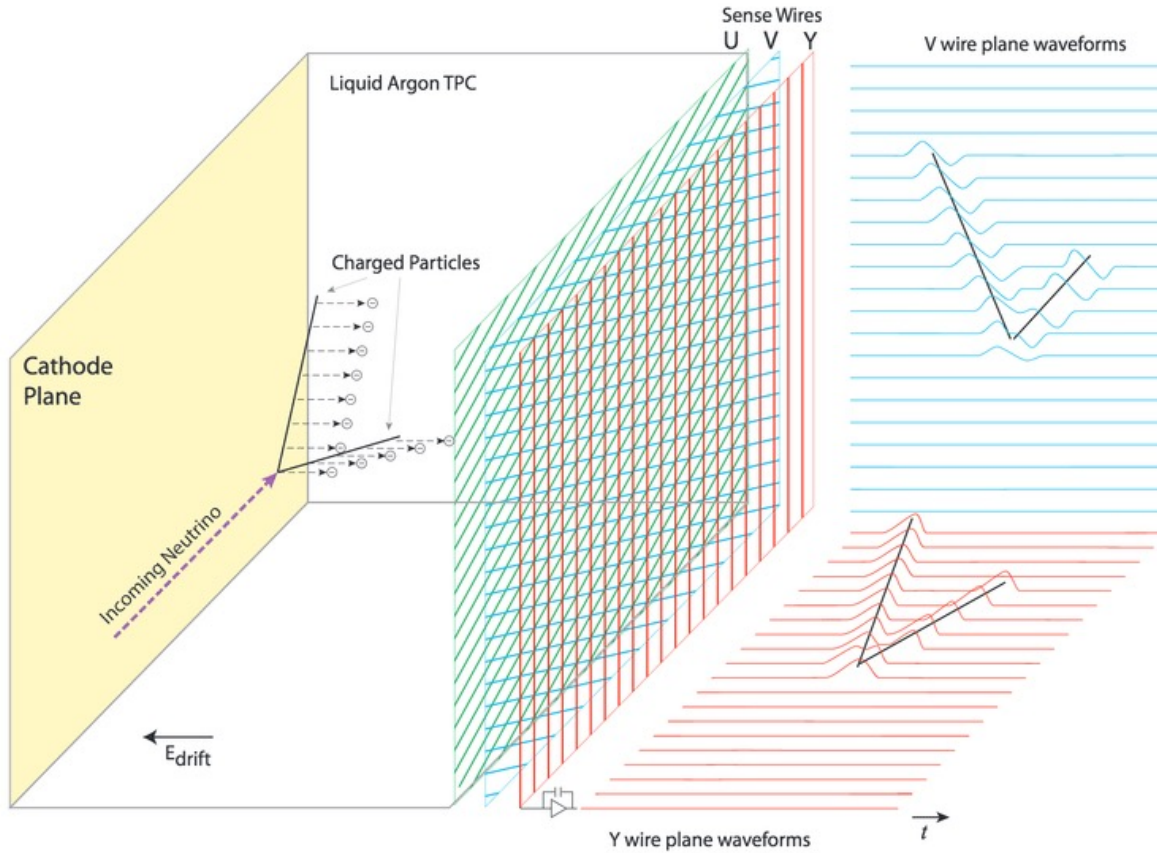 Sense Wires
U V Y
V wire plane waveforms
Liquid Argon TPC
Charged Particles
Cathode
Plane
Incoming Neutrino
Edrift
t
Y wire plane waveforms